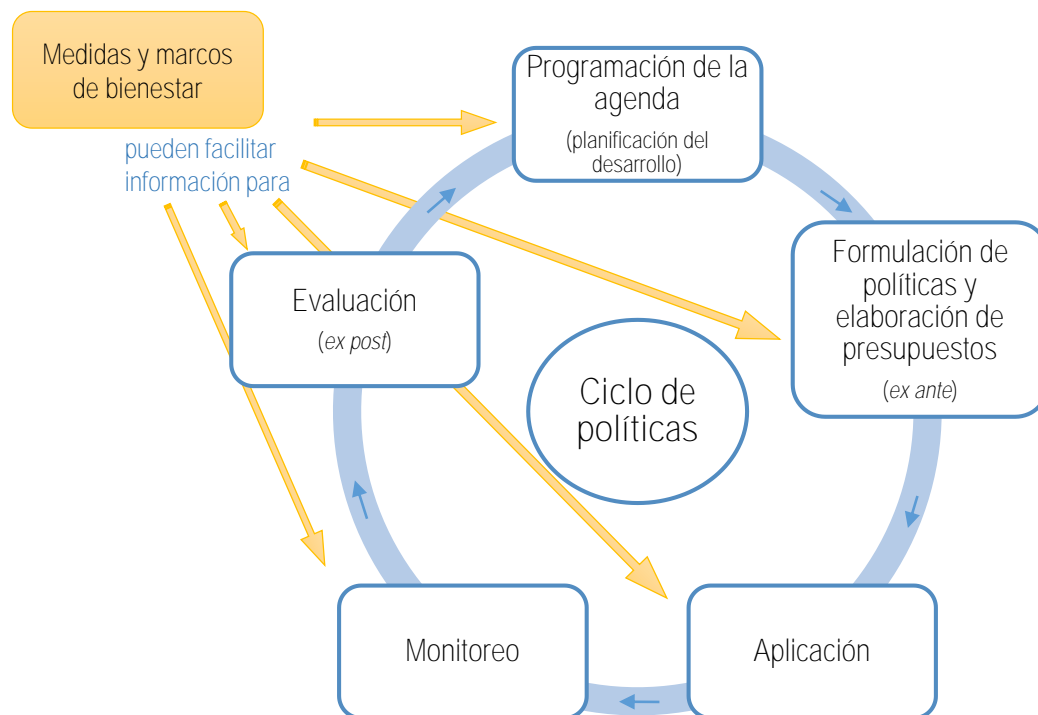 Medidas y marcos
de bienestar
pueden facilitar
información para
Programación de la
agenda
(planificación del
desarrollo)
Formulación de
políticas y
elaboración de
presupuestos
(ex ante)
Evaluación
(ex post)
Ciclo de
políticas
Monitoreo
Aplicación